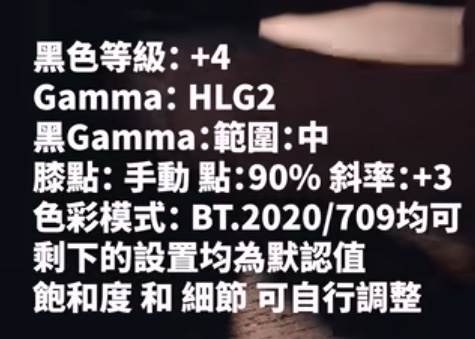 黑色等級：+4
Gamma：HLG2
黑Gamma：範圍：中
膝點：手動 點：90% 斜率：+3
色彩模式：BT.2020/709均可
剩下的設置均為默認值
飽和度 和 細節 可自行調整